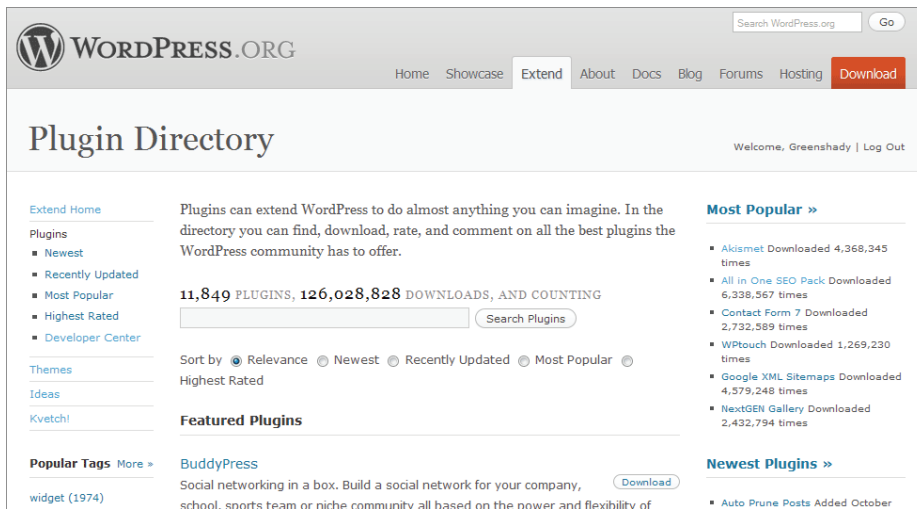 Search WordPress.org
Go
WORDPRESS.ORG
Home Showcase Extend About Docs Blog Forums Hosting Download
Plugin Directory
Welcome, Greenshady | Log Out
Extend Home
Plugins
Newest
Recently Updated
Most Popular
Highest Rated
Developer Center
Themes
Ideas
Kvetch!
Popular Tags More »
widget (1974)
Plugins can extend WordPress to do almost anything you can imagine. In the
directory you can find, download, rate, and comment on all the best plugins the
WordPress community has to offer.
11,849 PLUGINS, 126,028,828 DOWNLOADS, AND COUNTING
Search Plugins
Sort by Relevance Newest Recently Updated Most Popular
Highest Rated
Featured Plugins
BuddyPress
Social networking in a box. Build a social network for your company,
Download
school, sports team or niche community all based on the power and flexibility of
Most Popular »
Akismet Downloaded 4,368,345
times
All in One SEO Pack Downloaded
6,338,567 times
Contact Form 7 Downloaded
2,732,589 times
WPtouch Downloaded 1,269,230
times
Google XML Sitemaps Downloaded
4,579,248 times
NextGEN Gallery Downloaded
2,432,794 times
Newest Plugins »
Auto Prune Posts Added October